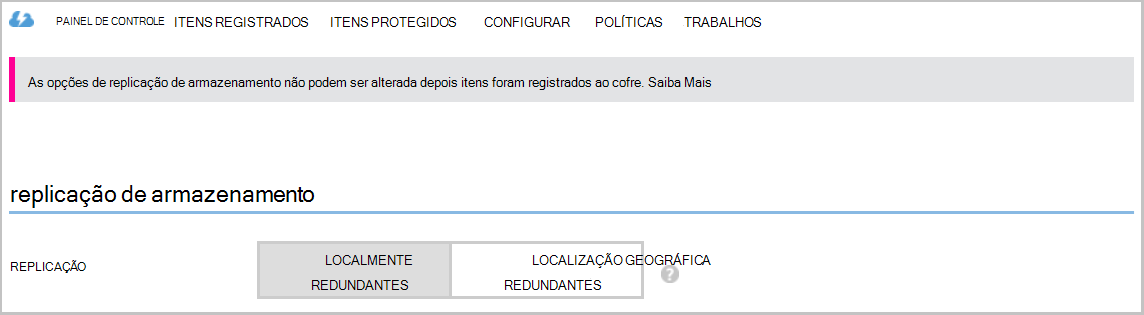 PAINEL DE CONTROLE ITENS REGISTRADOS ITENS PROTEGIDOS CONFIGURAR POLÍTICAS TRABALHOS
As opções de replicação de armazenamento não podem ser alterada depois itens foram registrados ao cofre. Saiba Mais
replicação de armazenamento
REPLICAÇÃO
LOCALMENTE
REDUNDANTES
LOCALIZAÇÃO GEOGRÁFICA
REDUNDANTES
?